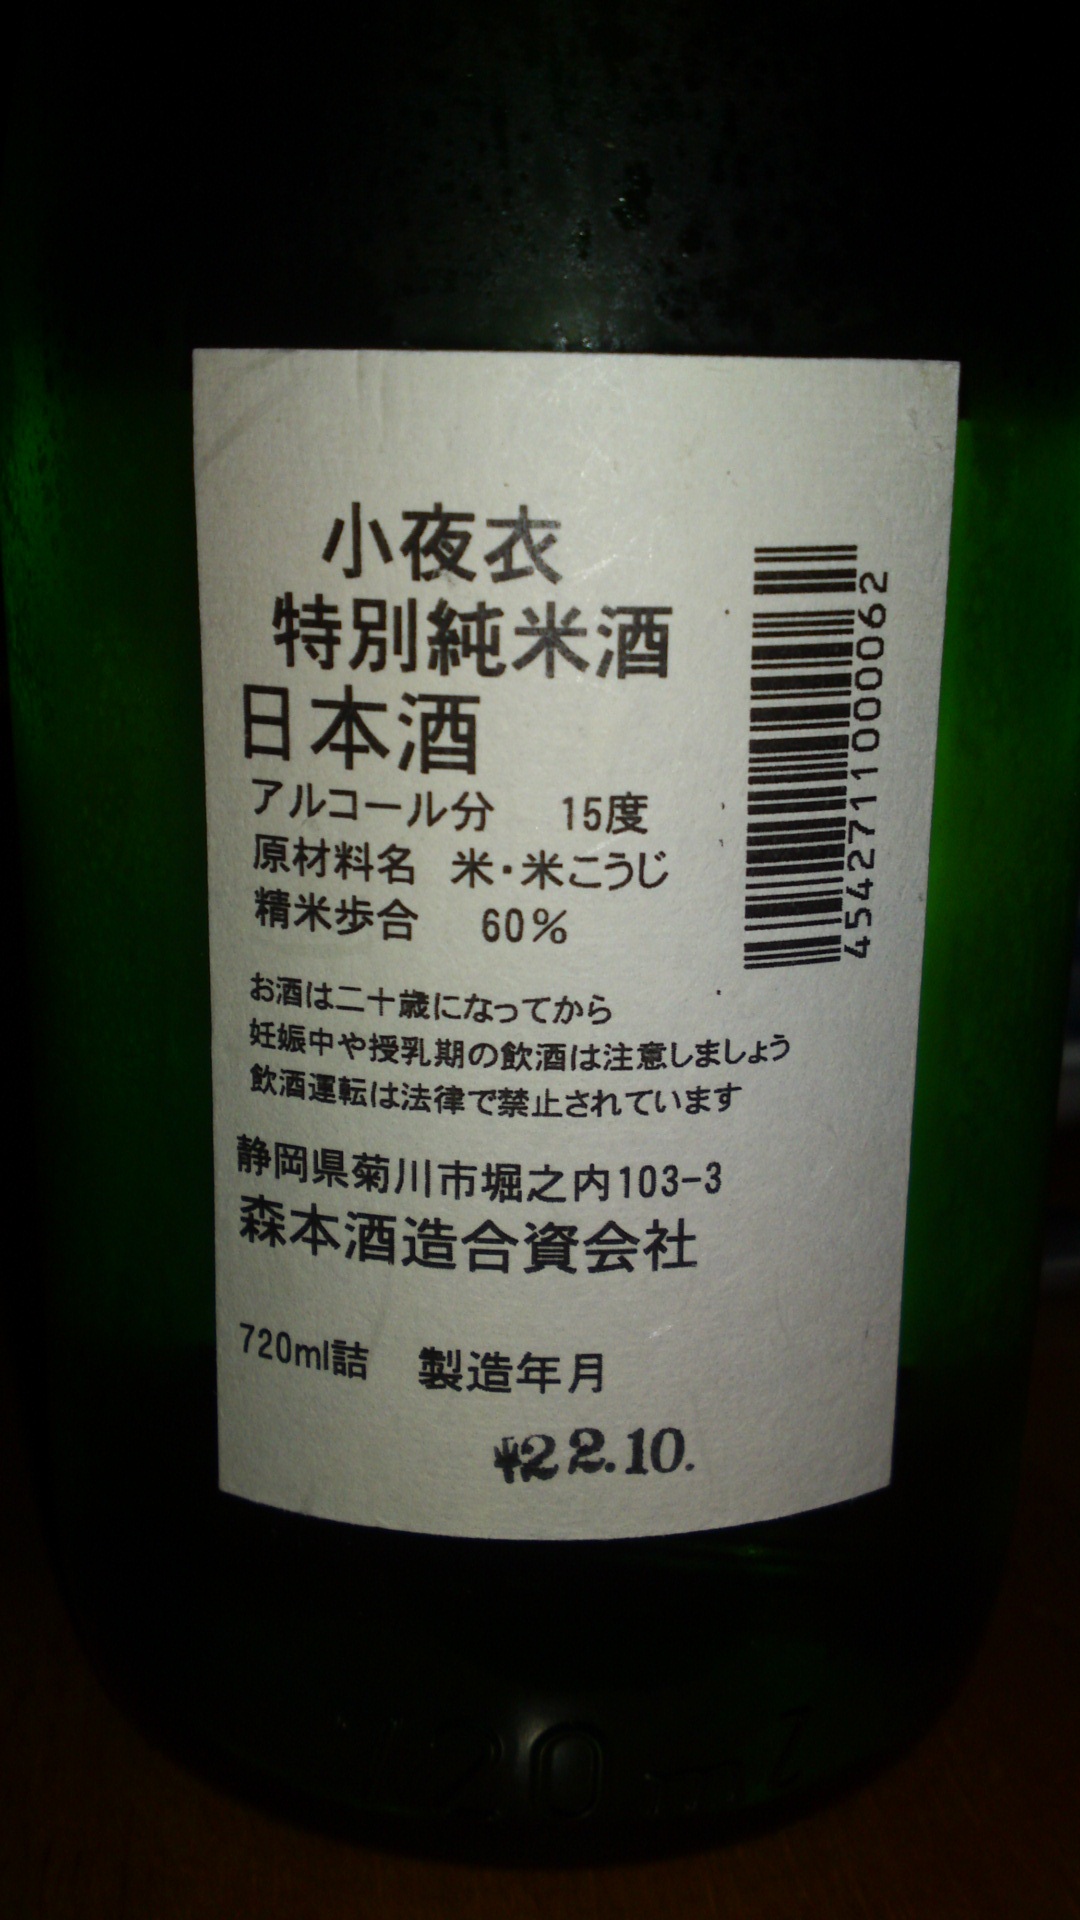 小夜衣
特別純米酒
日本酒
アルコール分 15度
原材料名 米・米こうじ
精米歩合 60%
お酒は二十歳になってから
妊娠中や授乳期の飲酒は注意しましょう
飲酒運転は法律で禁止されています
静岡県菊川市堀之内103-3
森本酒造合資会社
720ml詰 製造年月
22.10.
4542711000062
720ml